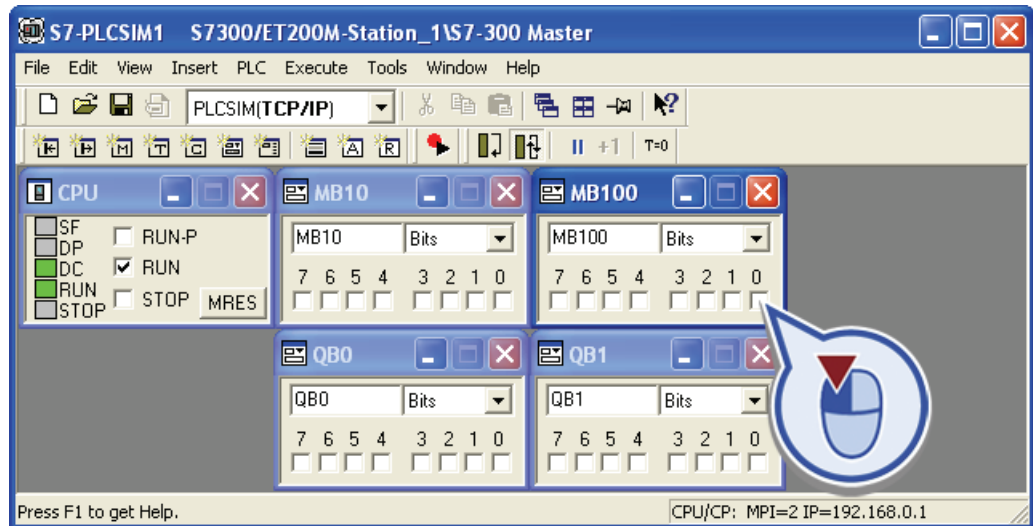 S7-PLCSIM1 S7300/ET200M-Station_1\S7-300 Master
File Edit View Insert PLC Execute Tools Window Help
PLCSIM(TCP/IP)
+1 T=0
CPU
SF
DP
DC
RUN
STOP
RUN-P
RUN
STOP MRES
MB10
MB10 Bits
7 6 5 4 3 2 1 0
MB100
MB100 Bits
7 6 5 4 3 2 1 0
QB0
QB0 Bits
7 6 5 4 3 2 1 0
QB1
QB1 Bits
7 6 5 4 3 2 1 0
Press F1 to get Help.
CPU/CP: MPI=2 IP=192.168.0.1